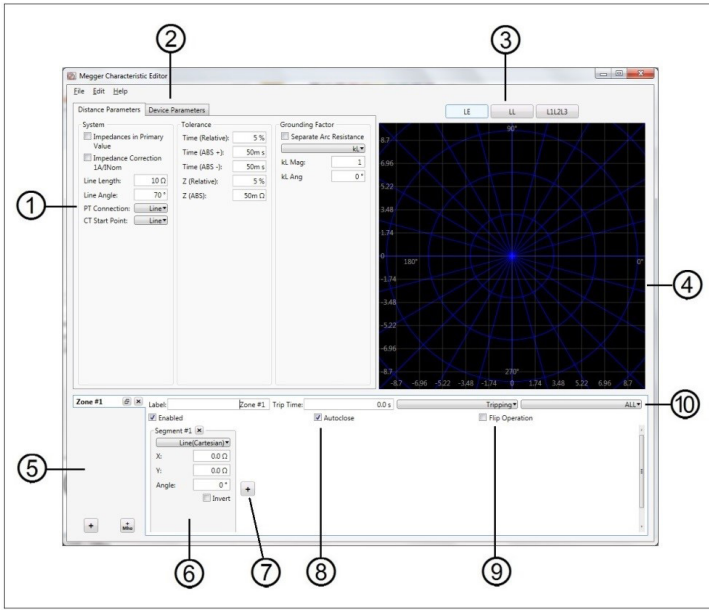 2
3
Megger Characteristic Editor
File Edit Help
Distance Parameters Device Parameters
LE LL L1L2L3
System
Impedances in Primary
Value
Impedance Correction
1A/INom
Line Length: 10 Ω
Line Angle: 70 °
PT Connection: Line
CT Start Point: Line
Tolerance
Time (Relative): 5 %
Time (ABS +): 50m s
Time (ABS -): 50m s
Z (Relative): 5 %
Z (ABS): 50m Ω
Grounding Factor
Separate Arc Resistance
kL
kL Mag: 1
kL Ang 0 °
90°
8.7
6.96
5.22
3.48
1.74
0 180° 0°
-1.74
-3.48
-5.22
-6.96
-8.7 270°
-8.7 -6.96 -5.22 -3.48 -1.74 0 1.74 3.48 5.22 6.96 8.7
1
4
Zone #1
Label: Zone #1 Trip Time: 0.0 s Tripping ALL
10
Enabled Autoclose Flip Operation
Segment #1
Line(Cartesian)
X: 0.0 Ω
Y: 0.0 Ω
Angle: 0 °
Invert
+
5
+ + Mho
6 7 8 9